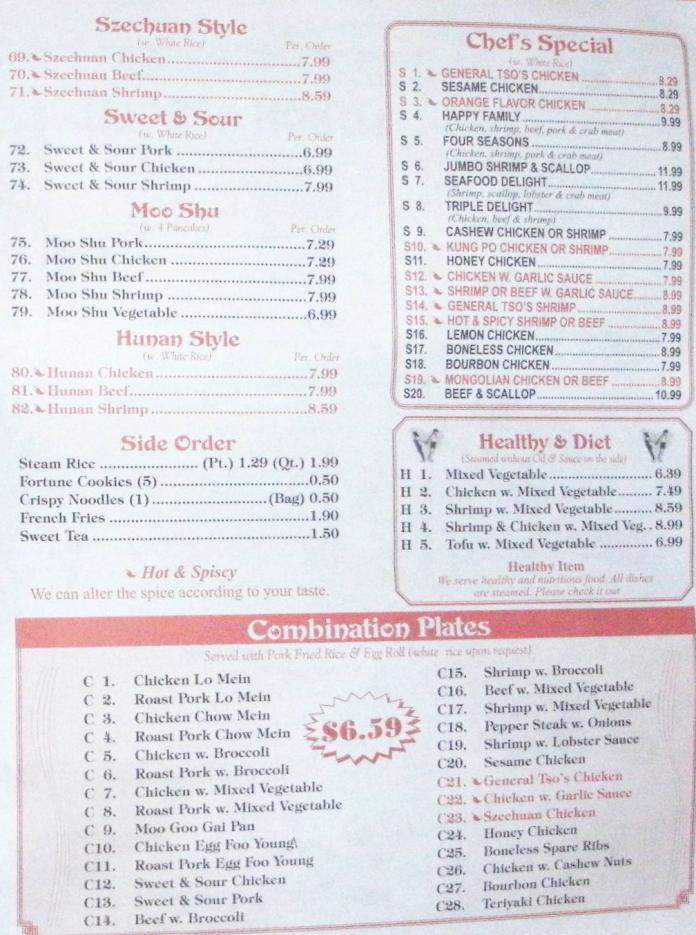 Szechuan Style
(w. White Rice) Per. Order
69. Szechuan Chicken..............................7.99
70. Szechuan Beef..................................7.99
71. Szechuan Shrimp..............................8.59
Sweet & Sour
(w. White Rice) Per. Order
72. Sweet & Sour Pork ..........................6.99
73. Sweet & Sour Chicken ......................6.99
74. Sweet & Sour Shrimp ........................7.99
Moo Shu
(w. 4 Pancakes) Per. Order
75. Moo Shu Pork..................................7.29
76. Moo Shu Chicken ............................7.29
77. Moo Shu Beef..................................7.99
78. Moo Shu Shrimp ..............................7.99
79. Moo Shu Vegetable ..........................6.99
Hunan Style
(w. White Rice) Per. Order
80. Hunan Chicken................................7.99
81. Hunan Beef......................................7.99
82. Hunan Shrimp..................................8.59
Side Order
Steam Rice ...................... (Pt.) 1.29 (Qt.) 1.99
Fortune Cookies (5) ..................................0.50
Crispy Noodles (1)..........................(Bag) 0.50
French Fries ..............................................1.90
Sweet Tea ..................................................1.50
Hot & Spiscy
We can alter the spice according to your taste.
Chef's Special
(w. White Rice)
S 1. GENERAL TSO'S CHICKEN ....................8.29
S 2. SESAME CHICKEN..............................8.29
S 3. ORANGE FLAVOR CHICKEN ..................8.29
S 4. HAPPY FAMILY ..................................9.99
(Chicken, shrimp, beef, pork & crab meat)
S 5. FOUR SEASONS ................................8.99
(Chicken, shrimp, pork & crab meat)
S 6. JUMBO SHRIMP & SCALLOP..................11.99
S 7. SEAFOOD DELIGHT............................11.99
(Shrimp, scallop, lobster & crab meat)
S 8. TRIPLE DELIGHT ................................9.99
(Chicken, beef & shrimp)
S 9. CASHEW CHICKEN OR SHRIMP ..............7.99
S10. KUNG PO CHICKEN OR SHRIMP..............7.99
S11. HONEY CHICKEN ................................7.99
S12. CHICKEN W. GARLIC SAUCE ................7.99
S13. SHRIMP OR BEEF W. GARLIC SAUCE........8.99
S14. GENERAL TSO'S SHRIMP ....................8.99
S15. HOT & SPICY SHRIMP OR BEEF ..............8.99
S16. LEMON CHICKEN................................7.99
S17. BONELESS CHICKEN............................8.99
S18. BOURBON CHICKEN ............................7.99
S19. MONGOLIAN CHICKEN OR BEEF ............8.99
S20. BEEF & SCALLOP..............................10.99
Healthy & Diet
(Steamed without Oil & Sauce on the side)
H 1. Mixed Vegetable..........................6.39
H 2. Chicken w. Mixed Vegetable.........7.49
H 3. Shrimp w. Mixed Vegetable..........8.59
H 4. Shrimp & Chicken w. Mixed Veg..8.99
H 5. Tofu w. Mixed Vegetable ..............6.99
Healthy Item
We serve healthy and nutritious food. All dishes
are steamed. Please check it out
Combination Plates
Served with Pork Fried Rice & Egg Roll (white rice upon request)
$6.59
C 1. Chicken Lo Mein
C 2. Roast Pork Lo Mein
C 3. Chicken Chow Mein
C 4. Roast Pork Chow Mein
C 5. Chicken w. Broccoli
C 6. Roast Pork w. Broccoli
C 7. Chicken w. Mixed Vegetable
C 8. Roast Pork w. Mixed Vegetable
C 9. Moo Goo Gai Pan
C10. Chicken Egg Foo Young\
C11. Roast Pork Egg Foo Young
C12. Sweet & Sour Chicken
C13. Sweet & Sour Pork
C14. Beef w. Broccoli
C15. Shrimp w. Broccoli
C16. Beef w. Mixed Vegetable
C17. Shrimp w. Mixed Vegetable
C18. Pepper Steak w. Onions
C19. Shrimp w. Lobster Sauce
C20. Sesame Chicken
C21. General Tso's Chicken
C22. Chicken w. Garlic Sauce
C23. Szechuan Chicken
C24. Honey Chicken
C25. Boneless Spare Ribs
C26. Chicken w. Cashew Nuts
C27. Bourbon Chicken
C28. Teriyaki Chicken